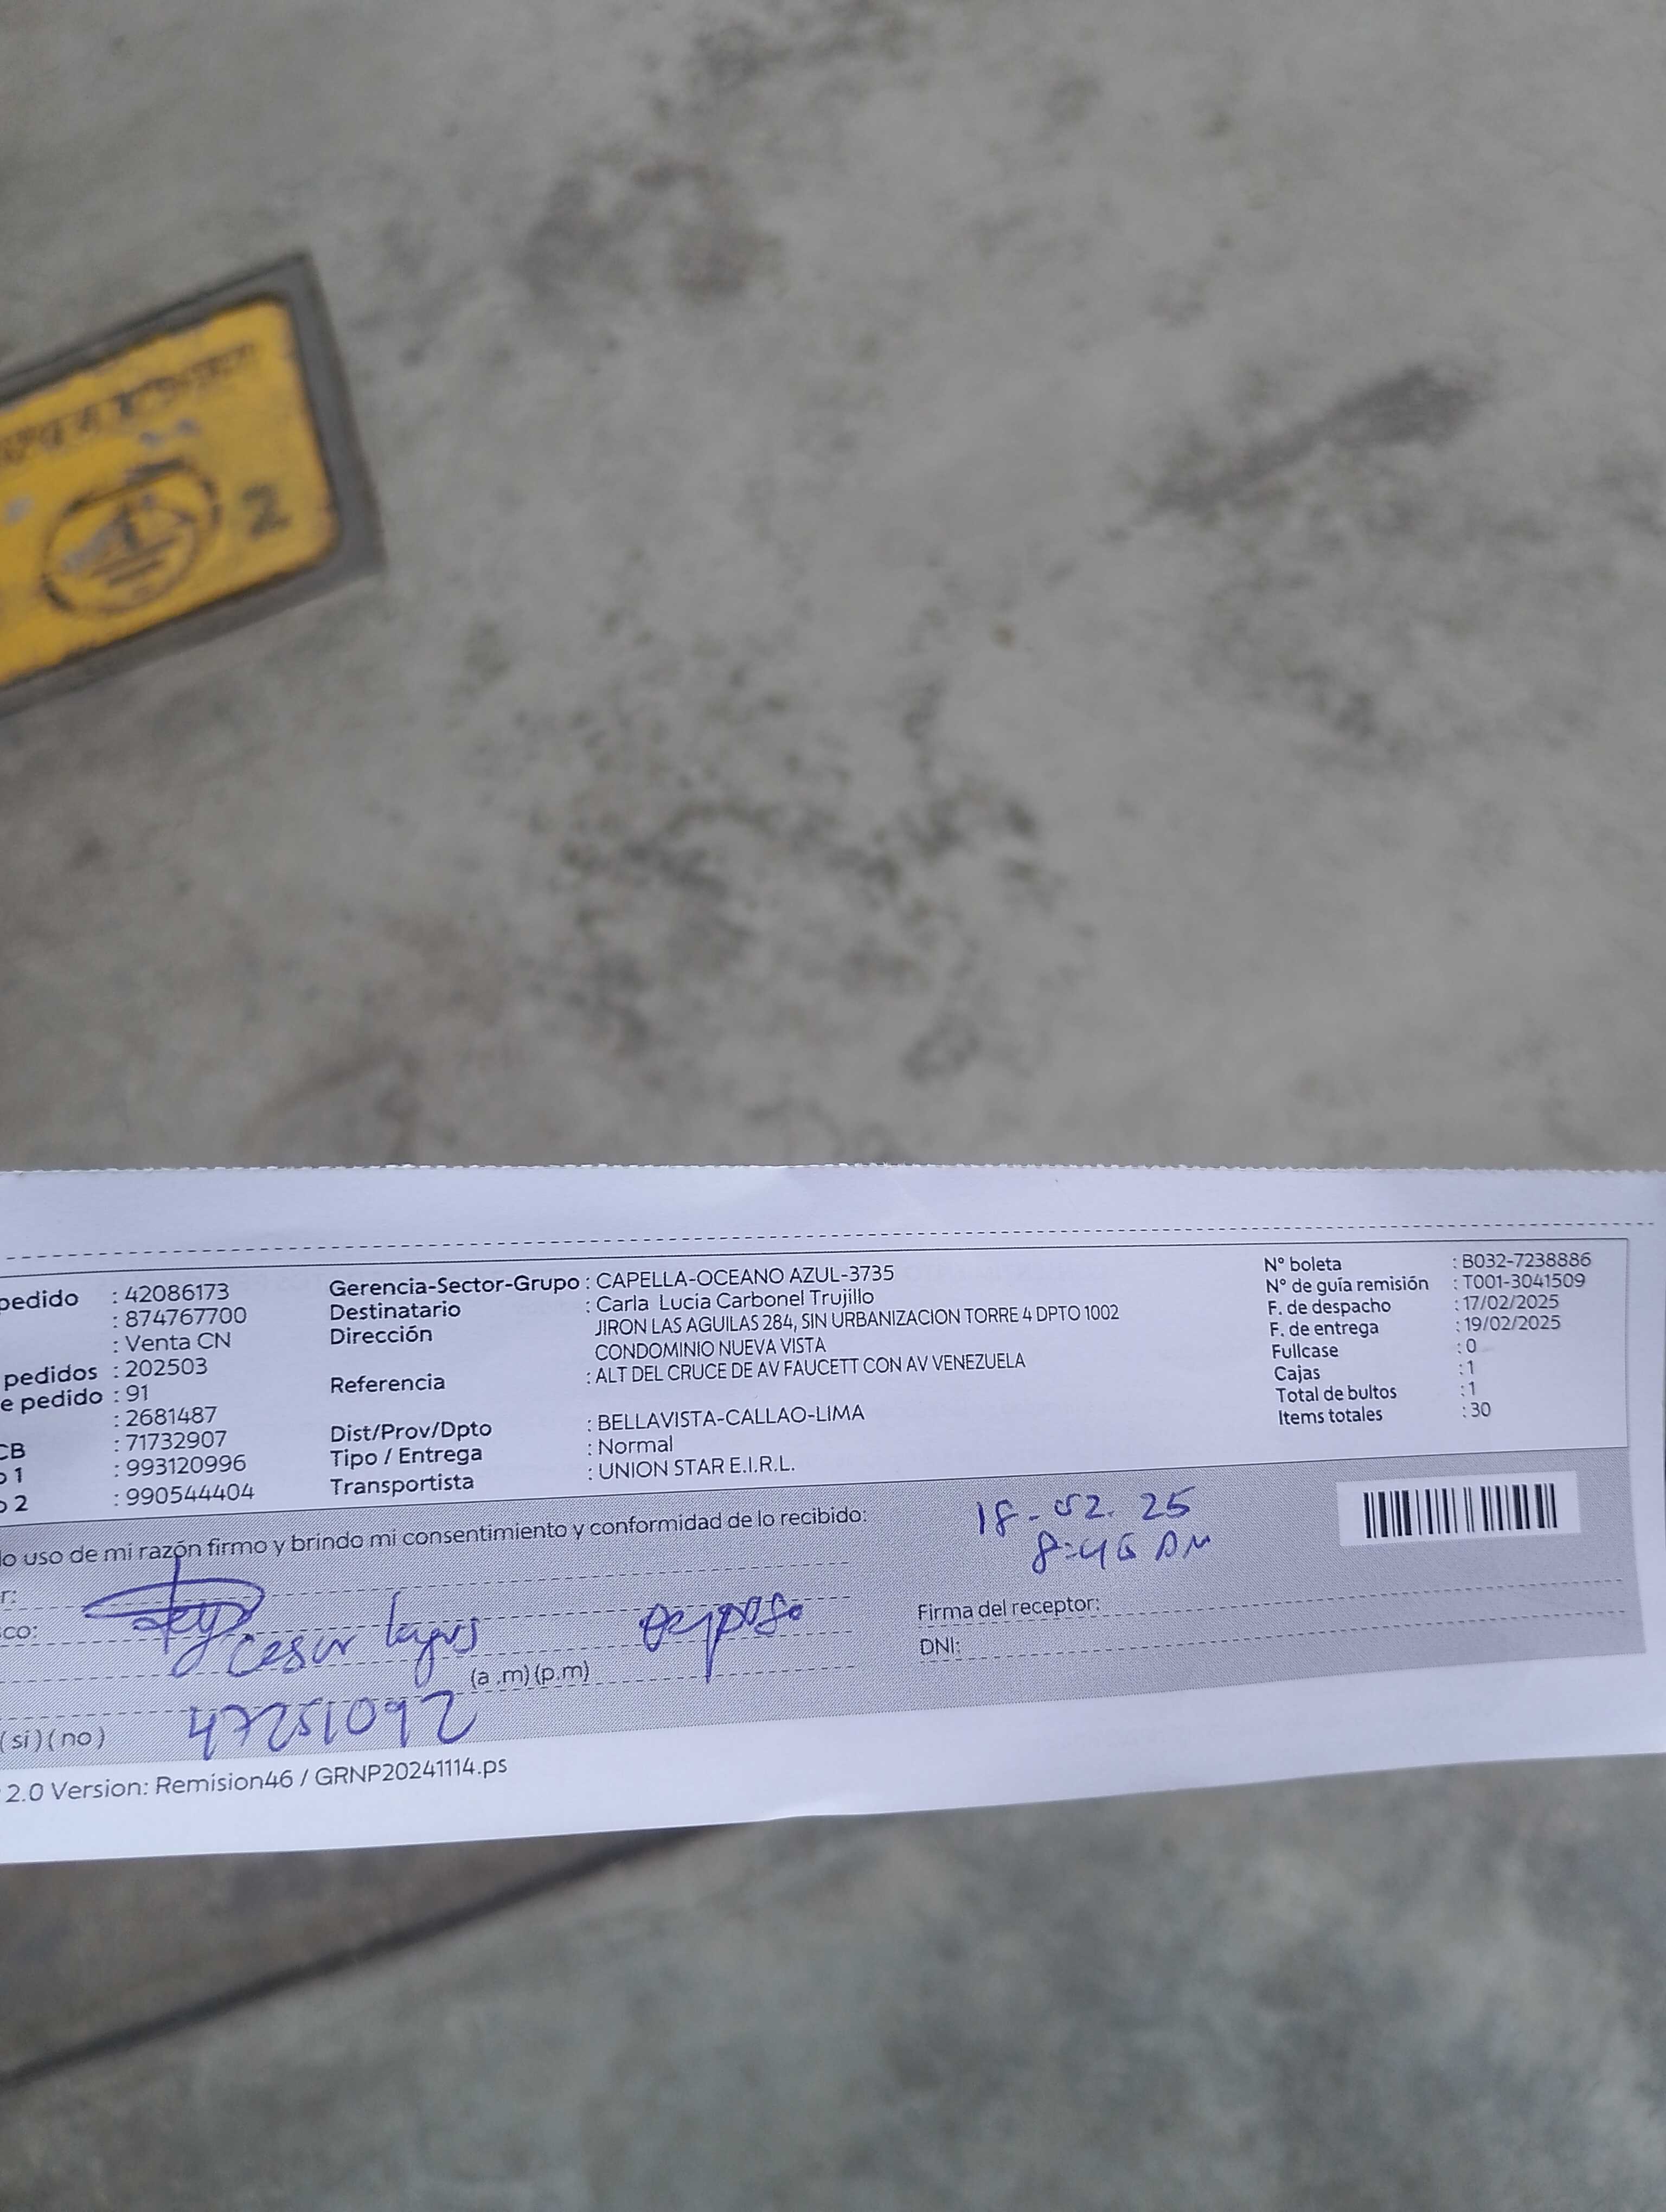 2
pedido : 42086173
: 874767700
: Venta CN
pedidos : 202503
e pedido : 91
: 2681487
CB : 71732907
o 1 : 993120996
o 2 : 990544404
Gerencia-Sector-Grupo : CAPELLA-OCEANO AZUL-3735
Destinatario : Carla Lucia Carbonel Trujillo
Dirección JIRON LAS AGUILAS 284, SIN URBANIZACION TORRE 4 DPTO 1002
CONDOMINIO NUEVA VISTA
Referencia : ALT DEL CRUCE DE AV FAUCETT CON AV VENEZUELA
Dist/Prov/Dpto : BELLAVISTA-CALLAO-LIMA
Tipo / Entrega : Normal
Transportista : UNION STAR E.I.R.L.
N° boleta : B032-7238886
N° de guía remisión : T001-3041509
F. de despacho : 17/02/2025
F. de entrega : 19/02/2025
Fullcase : 0
Cajas : 1
Total de bultos : 1
Items totales : 30
lo uso de mi razón firmo y brindo mi consentimiento y conformidad de lo recibido:
18-02. 25
8:46 AM
r:
co: Cesar
Firma del receptor:
(a .m) (p.m)
DNI:
(si) (no) 47251092
2.0 Version: Remision46 / GRNP20241114.ps